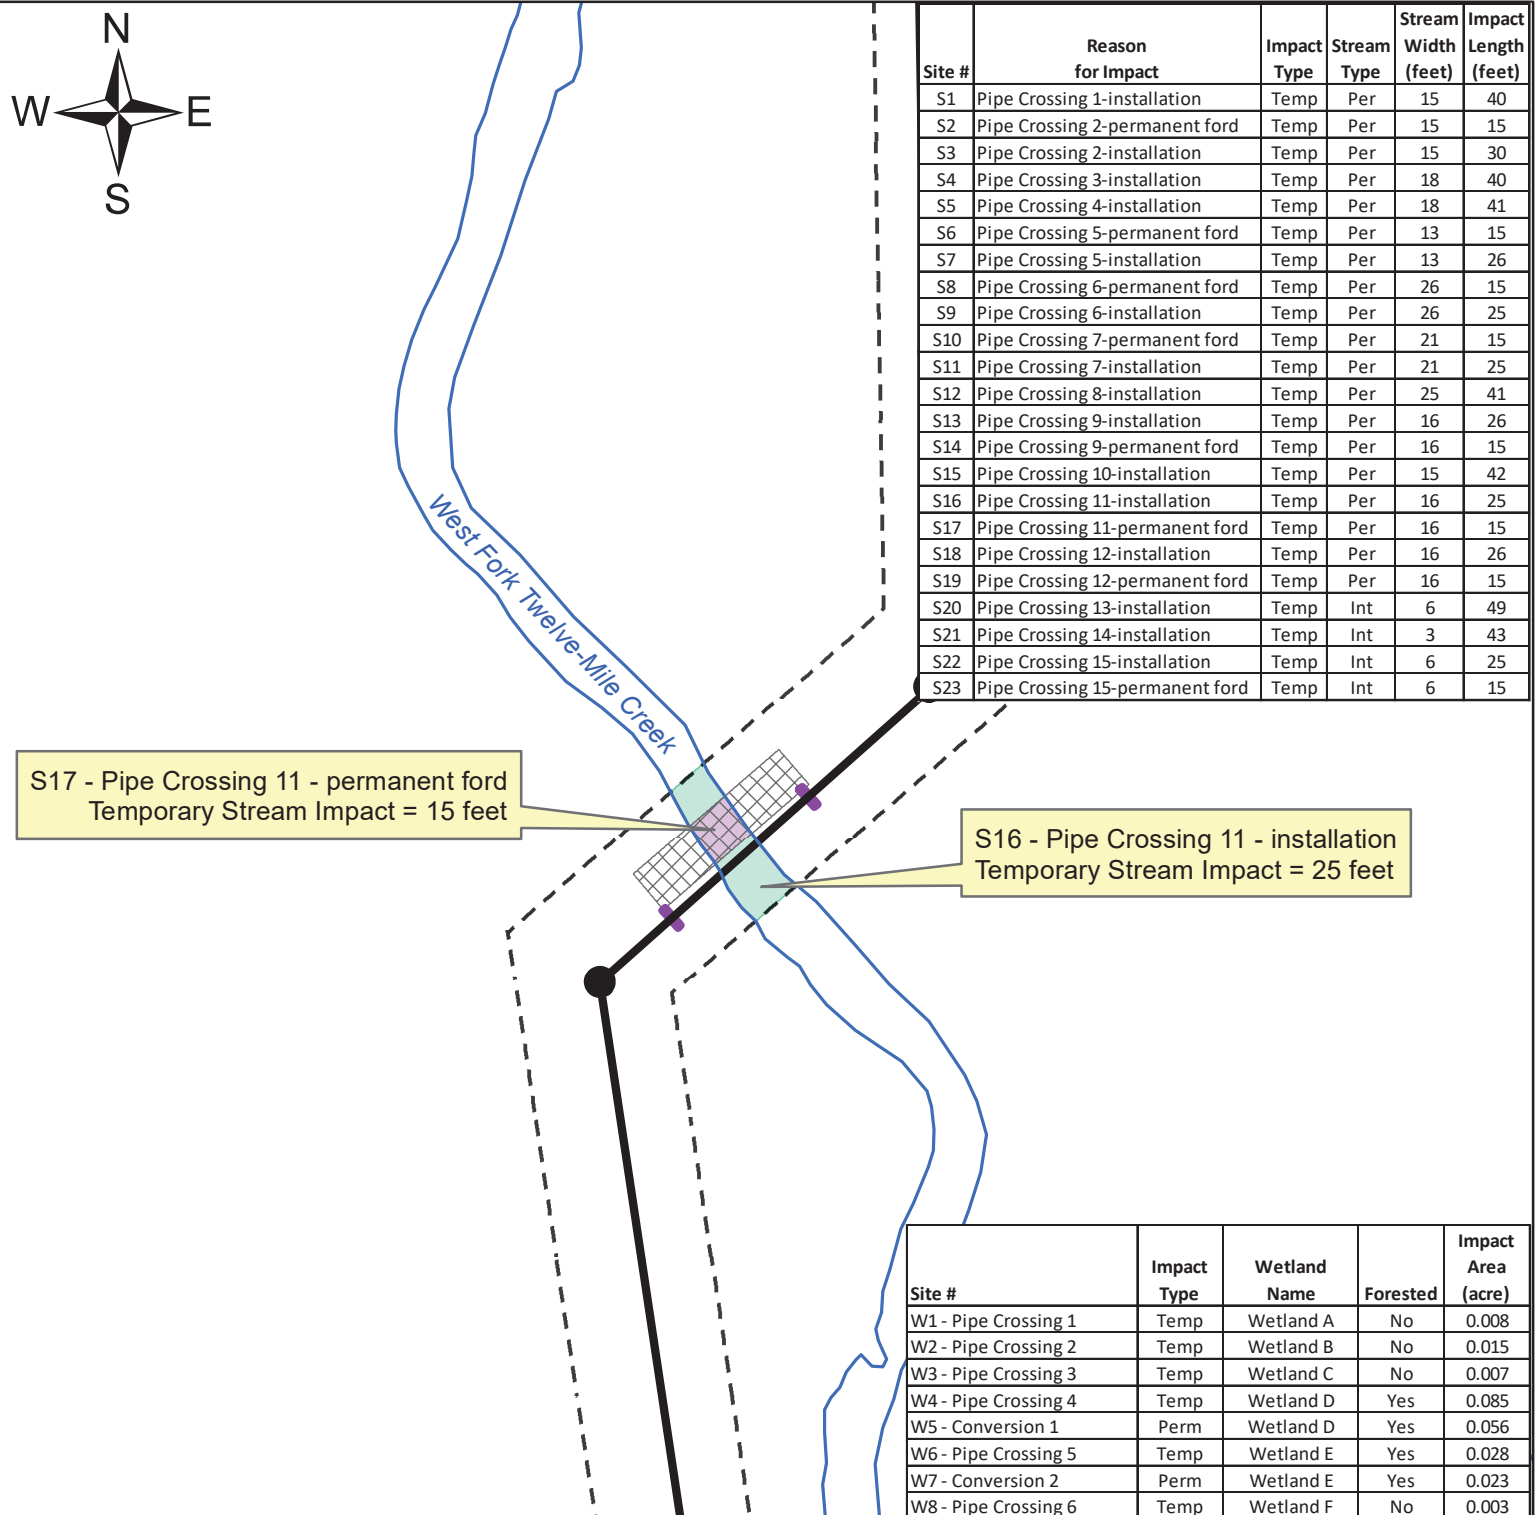 N
W E
S
Site # Reason for Impact Impact Type Stream Type Stream Width (feet) Impact Length (feet)
S1 Pipe Crossing 1-installation Temp Per 15 40
S2 Pipe Crossing 2-permanent ford Temp Per 15 15
S3 Pipe Crossing 2-installation Temp Per 15 30
S4 Pipe Crossing 3-installation Temp Per 18 40
S5 Pipe Crossing 4-installation Temp Per 18 41
S6 Pipe Crossing 5-permanent ford Temp Per 13 15
S7 Pipe Crossing 5-installation Temp Per 13 26
S8 Pipe Crossing 6-permanent ford Temp Per 26 15
S9 Pipe Crossing 6-installation Temp Per 26 25
S10 Pipe Crossing 7-permanent ford Temp Per 21 15
S11 Pipe Crossing 7-installation Temp Per 21 25
S12 Pipe Crossing 8-installation Temp Per 25 41
S13 Pipe Crossing 9-installation Temp Per 16 26
S14 Pipe Crossing 9-permanent ford Temp Per 16 15
S15 Pipe Crossing 10-installation Temp Per 15 42
S16 Pipe Crossing 11-installation Temp Per 16 25
S17 Pipe Crossing 11-permanent ford Temp Per 16 15
S18 Pipe Crossing 12-installation Temp Per 16 26
S19 Pipe Crossing 12-permanent ford Temp Per 16 15
S20 Pipe Crossing 13-installation Temp Int 6 49
S21 Pipe Crossing 14-installation Temp Int 3 43
S22 Pipe Crossing 15-installation Temp Int 6 25
S23 Pipe Crossing 15-permanent ford Temp Int 6 15
West Fork Twelve-Mile Creek
S17 - Pipe Crossing 11 - permanent ford
Temporary Stream Impact = 15 feet
S16 - Pipe Crossing 11 - installation
Temporary Stream Impact = 25 feet
Site # Impact Type Wetland Name Forested Impact Area (acre)
W1 - Pipe Crossing 1 Temp Wetland A No 0.008
W2 - Pipe Crossing 2 Temp Wetland B No 0.015
W3 - Pipe Crossing 3 Temp Wetland C No 0.007
W4 - Pipe Crossing 4 Temp Wetland D Yes 0.085
W5 - Conversion 1 Perm Wetland D Yes 0.056
W6 - Pipe Crossing 5 Temp Wetland E Yes 0.028
W7 - Conversion 2 Perm Wetland E Yes 0.023
W8 - Pipe Crossing 6 Temp Wetland F No 0.003